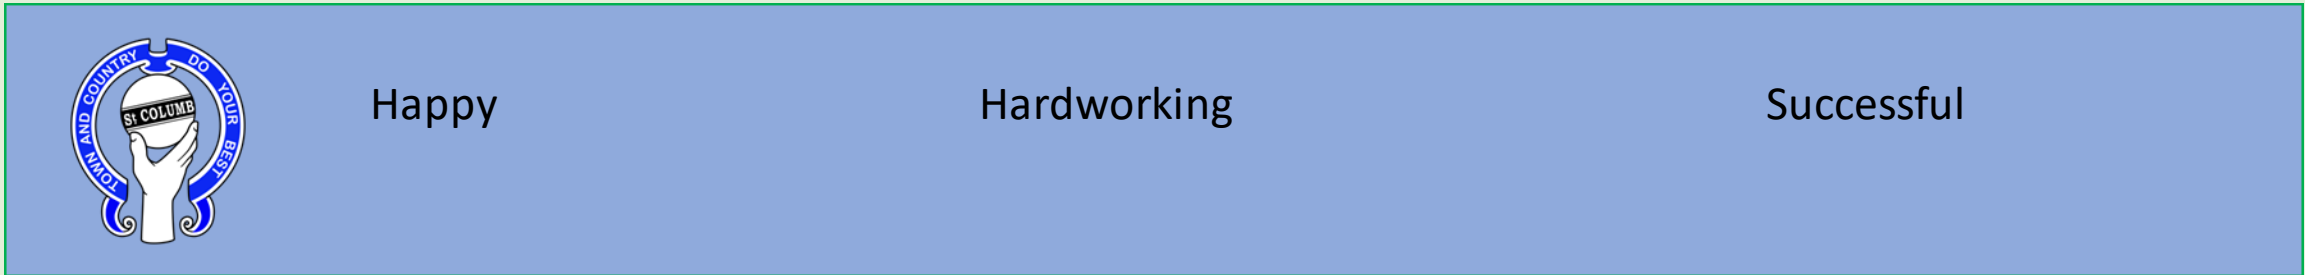 TOWN AND COUNTRY DO YOUR BEST
St COLUMB
Happy Hardworking Successful